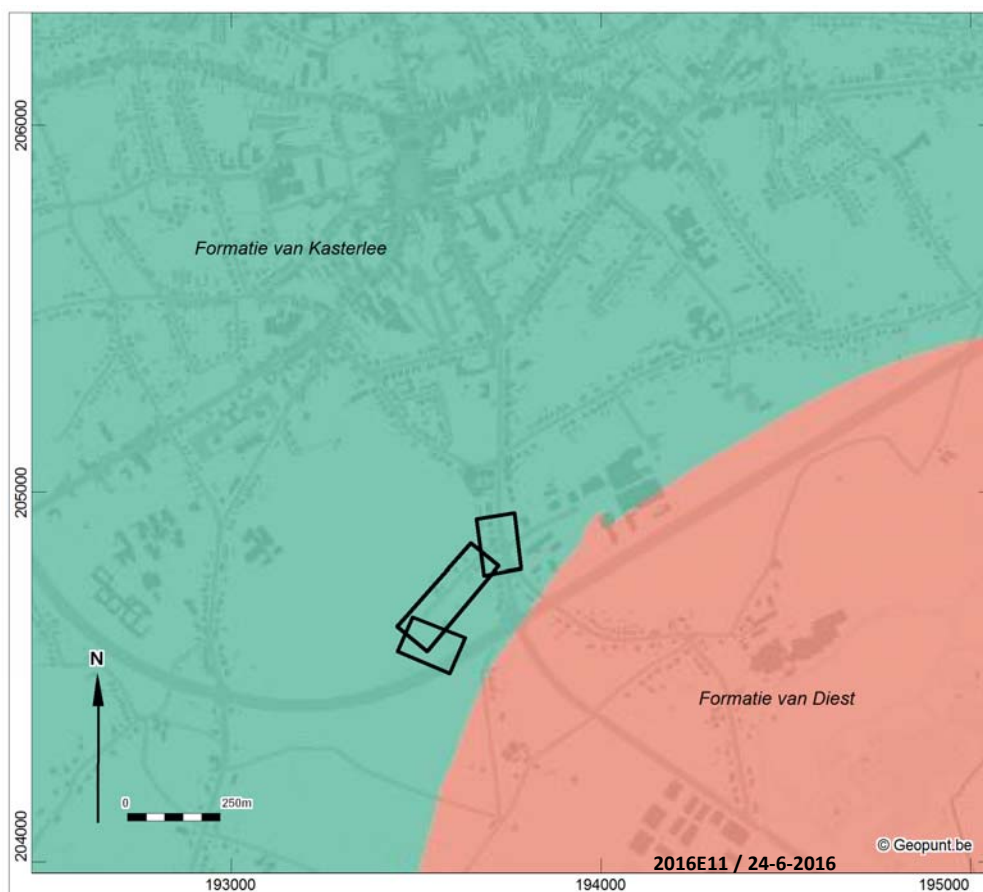 206000
Formatie van Kasterlee
205000
N
Formatie van Diest
0 250m
204000
© Geopunt.be
2016E11 / 24-6-2016
193000 194000 195000